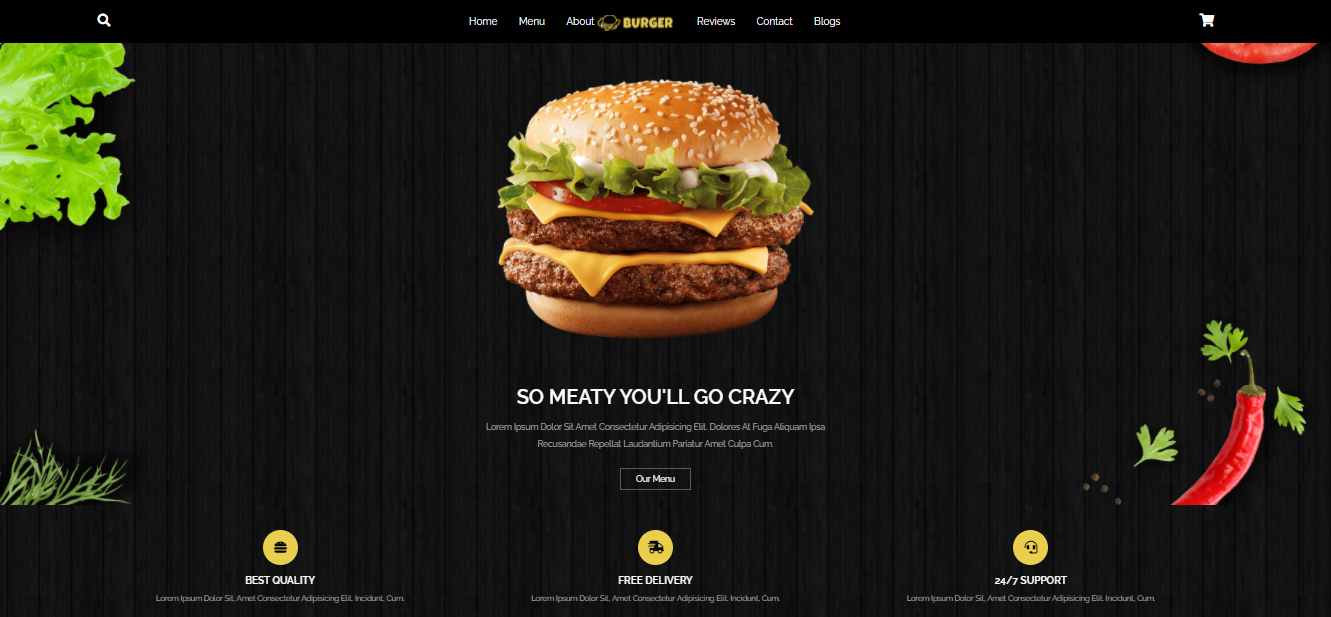 Home Menu About BURGER Reviews Contact Blogs
SO MEATY YOU'LL GO CRAZY
Lorem Ipsum Dolor Sit Amet Consectetur Adipisicing Elit. Dolores At Fuga Aliquam Ipsa
Recusandae Repellat Laudantium Pariatur Amet Culpa Cum.
Our Menu
BEST QUALITY
Lorem Ipsum Dolor Sit, Amet Consectetur Adipisicing Elit. Incidunt, Cum.
FREE DELIVERY
Lorem Ipsum Dolor Sit, Amet Consectetur Adipisicing Elit. Incidunt, Cum.
24/7 SUPPORT
Lorem Ipsum Dolor Sit, Amet Consectetur Adipisicing Elit. Incidunt, Cum.